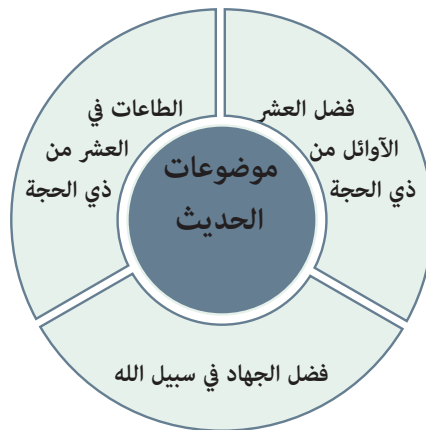 موضوعات
الحديث
فضل العشر
الآوائل من
ذي الحجة
الطاعات في
العشر من
ذي الحجة
فضل الجهاد في سبيل الله